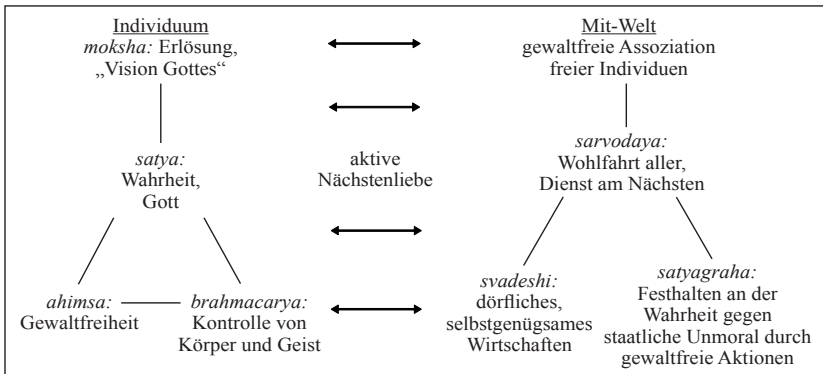 Individuum
moksha: Erlösung,
„Vision Gottes“
satya:
Wahrheit,
Gott
ahimsa:
Gewaltfreiheit
brahmacarya:
Kontrolle von
Körper und Geist
aktive
Nächstenliebe
Mit-Welt
gewaltfreie Assoziation
freier Individuen
sarvodaya:
Wohlfahrt aller,
Dienst am Nächsten
svadeshi:
dörfliches,
selbstgenügsames
Wirtschaften
satyagraha:
Festhalten an der
Wahrheit gegen
staatliche Unmoral durch
gewaltfreie Aktionen